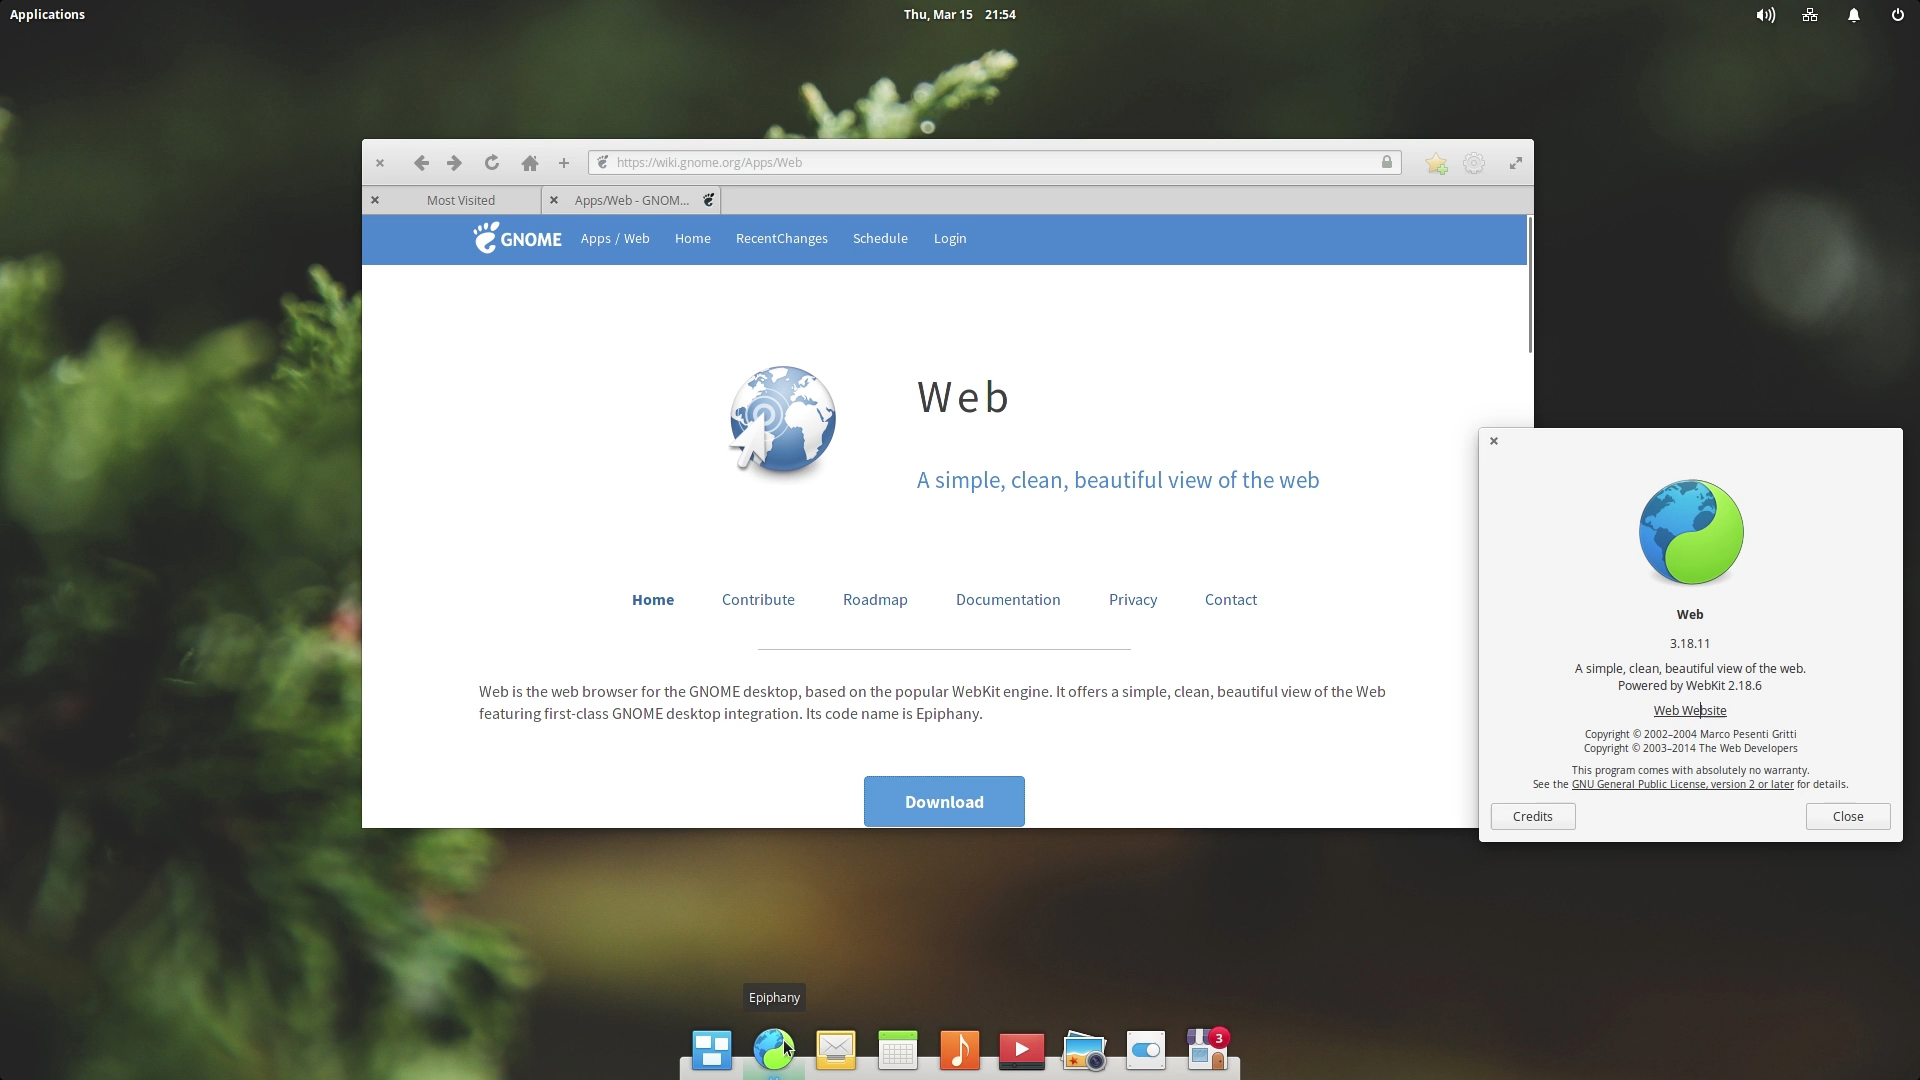 Applications
Thu, Mar 15 21:54
https://wiki.gnome.org/Apps/Web
Most Visited
Apps/Web - GNOM...
GNOME
Apps / Web
Home
RecentChanges
Schedule
Login
Web
A simple, clean, beautiful view of the web
Home
Contribute
Roadmap
Documentation
Privacy
Contact
Web is the web browser for the GNOME desktop, based on the popular WebKit engine. It offers a simple, clean, beautiful view of the Web
featuring first-class GNOME desktop integration. Its code name is Epiphany.
Download
Web
3.18.11
A simple, clean, beautiful view of the web.
Powered by WebKit 2.18.6
Web Website
Copyright © 2002–2004 Marco Pesenti Gritti
Copyright © 2003–2014 The Web Developers
This program comes with absolutely no warranty.
See the GNU General Public License, version 2 or later for details.
Credits
Close
Epiphany
3